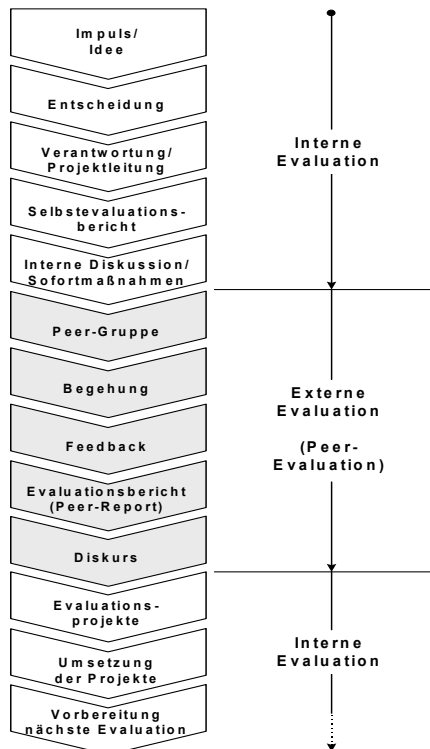 Impuls/
Idee
Entscheidung
Verantwortung/
Projektleitung
Selbstevaluations-
bericht
Interne Diskussion/
Sofortmaßnahmen
Peer-Gruppe
Begehung
Feedback
Evaluationsbericht
(Peer-Report)
Diskurs
Evaluations-
projekte
Umsetzung
der Projekte
Vorbereitung
nächste Evaluation
Interne
Evaluation
Externe
Evaluation
(Peer-
Evaluation)
Interne
Evaluation